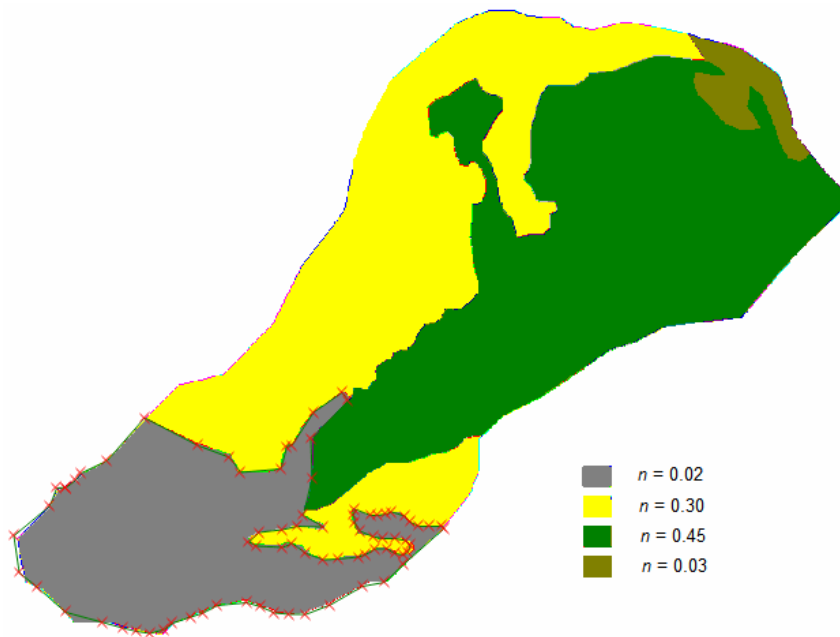 n = 0.02
n = 0.30
n = 0.45
n = 0.03